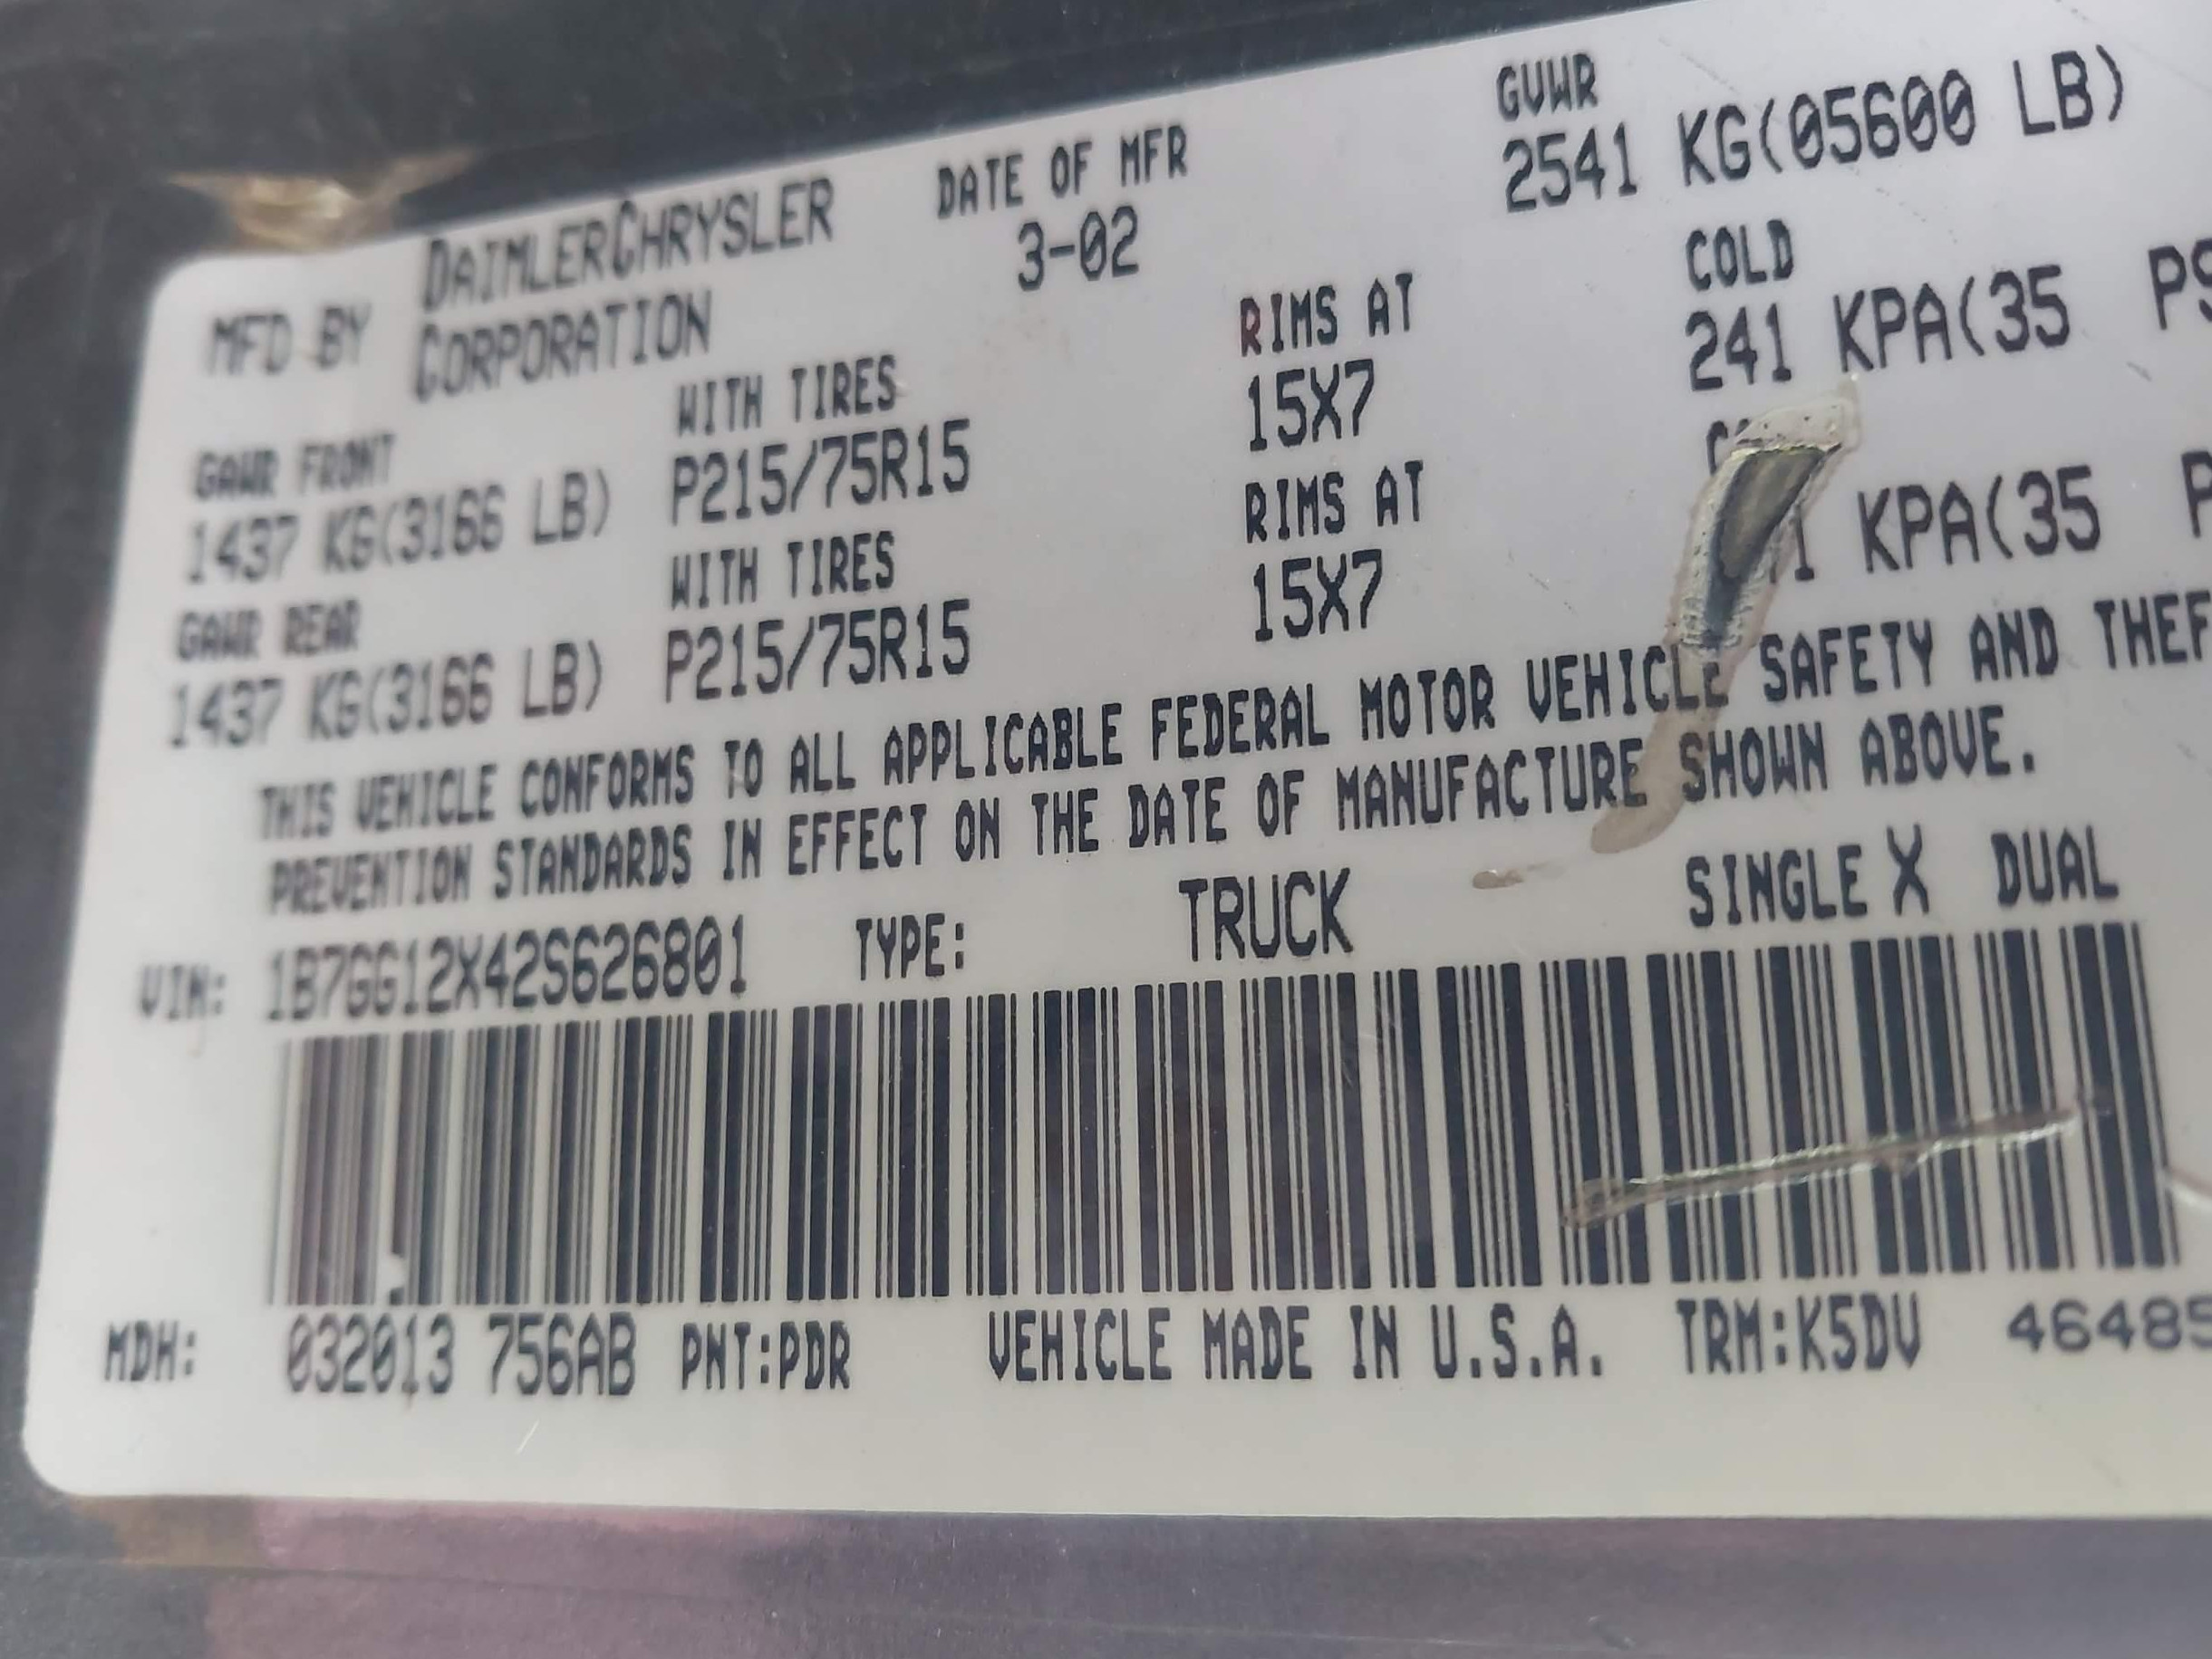 MFD BY DAIMLERCHRYSLER CORPORATION
DATE OF MFR
3-02
GVWR
2541 KG(05600 LB)
GAWR FRONT WITH TIRES RIMS AT COLD
1437 KG(3166 LB) P215/75R15 15X7 241 KPA(35 PS
GAWR REAR WITH TIRES RIMS AT
1437 KG(3166 LB) P215/75R15 15X7 KPA(35 P
THIS VEHICLE CONFORMS TO ALL APPLICABLE FEDERAL MOTOR VEHICLE SAFETY AND THEF
PREVENTION STANDARDS IN EFFECT ON THE DATE OF MANUFACTURE SHOWN ABOVE.
VIN: 1B7GG12X42S626801 TYPE: TRUCK SINGLE X DUAL
MDH: 032013 756AB PNT:PDR VEHICLE MADE IN U.S.A. TRM:K5DV 46485